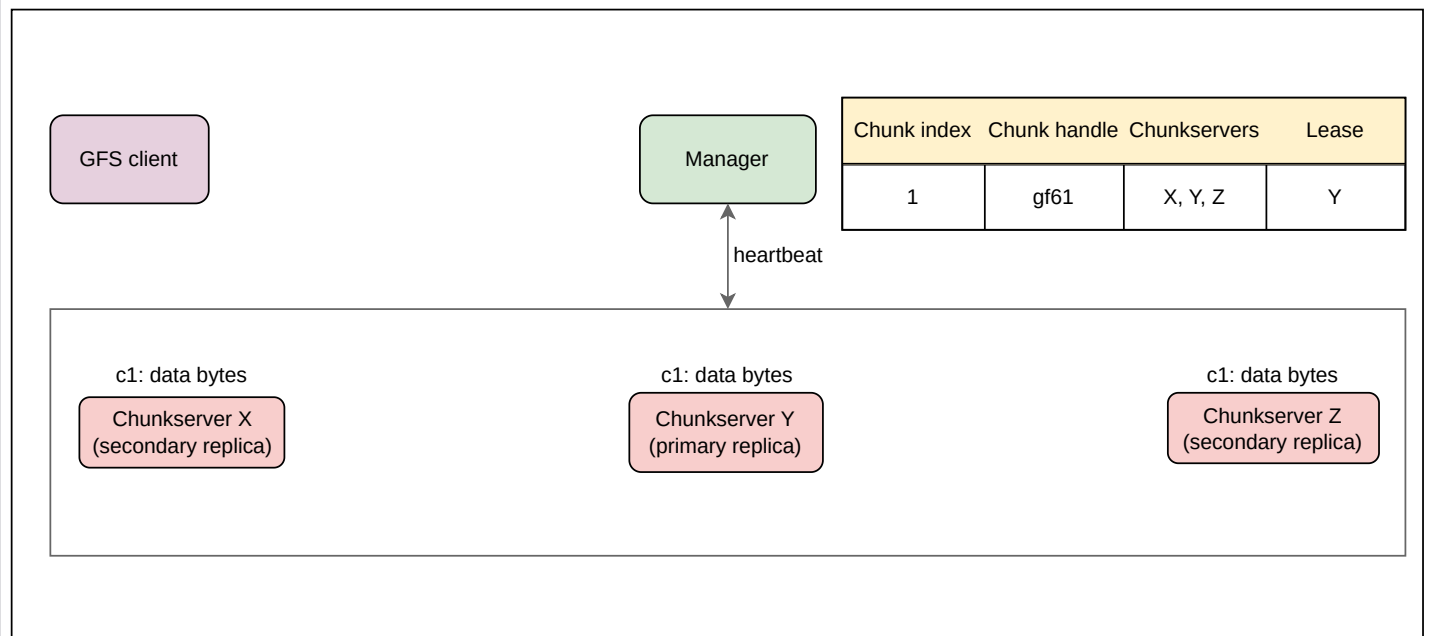 GFS client
Manager
Chunk index Chunk handle Chunkservers Lease
1 gf61 X, Y, Z Y
heartbeat
c1: data bytes
Chunkserver X
(secondary replica)
c1: data bytes
Chunkserver Y
(primary replica)
c1: data bytes
Chunkserver Z
(secondary replica)